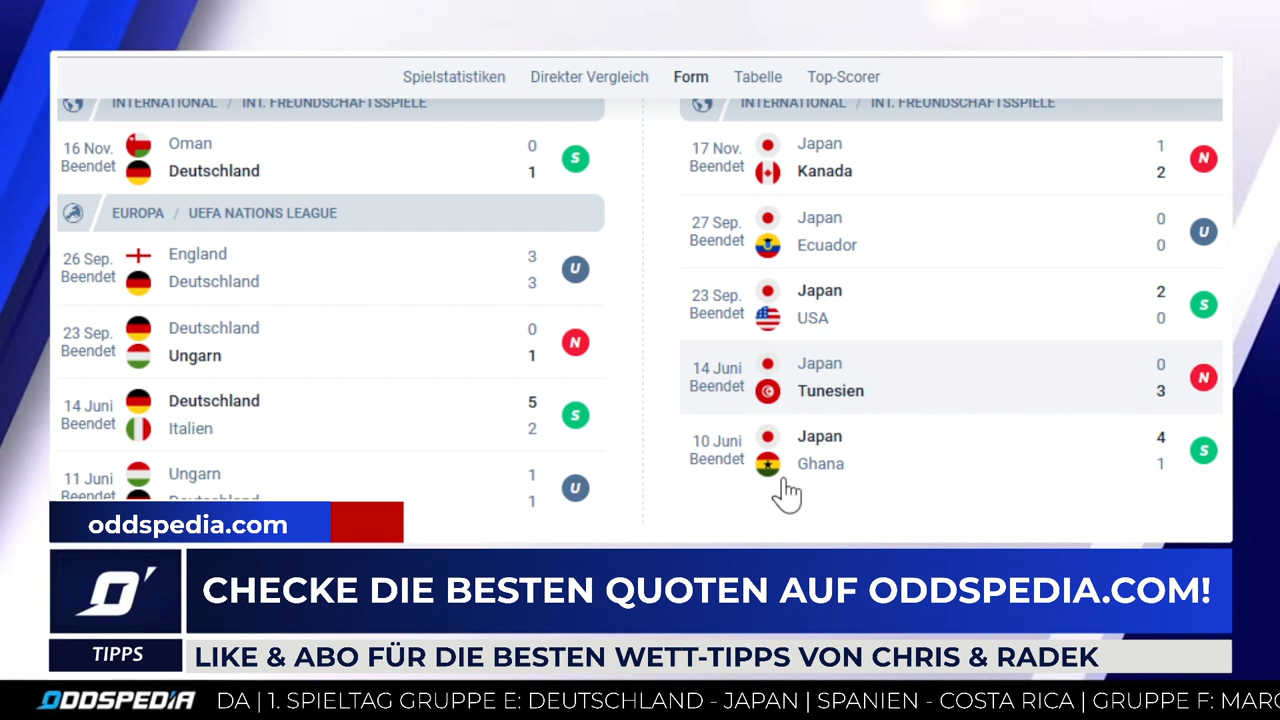 Spielstatistiken Direkter Vergleich Form Tabelle Top-Scorer
INTERNATIONAL / INT. FREUNDSCHAFTSSPIELE
16 Nov. Beendet
Oman 0
Deutschland 1
S
EUROPA / UEFA NATIONS LEAGUE
26 Sep. Beendet
England 3
Deutschland 3
U
23 Sep. Beendet
Deutschland 0
Ungarn 1
N
14 Juni Beendet
Deutschland 5
Italien 2
S
11 Juni Beendet
Ungarn 1
Deutschland 1
U
INTERNATIONAL / INT. FREUNDSCHAFTSSPIELE
17 Nov. Beendet
Japan 1
Kanada 2
N
27 Sep. Beendet
Japan 0
Ecuador 0
U
23 Sep. Beendet
Japan 2
USA 0
S
14 Juni Beendet
Japan 0
Tunesien 3
N
10 Juni Beendet
Japan 4
Ghana 1
S
oddspedia.com
CHECKE DIE BESTEN QUOTEN AUF ODDSPEDIA.COM!
TIPPS
LIKE & ABO FÜR DIE BESTEN WETT-TIPPS VON CHRIS & RADEK
ODDSPEDIA
DA | 1. SPIELTAG GRUPPE E: DEUTSCHLAND - JAPAN | SPANIEN - COSTA RICA | GRUPPE F: MARO